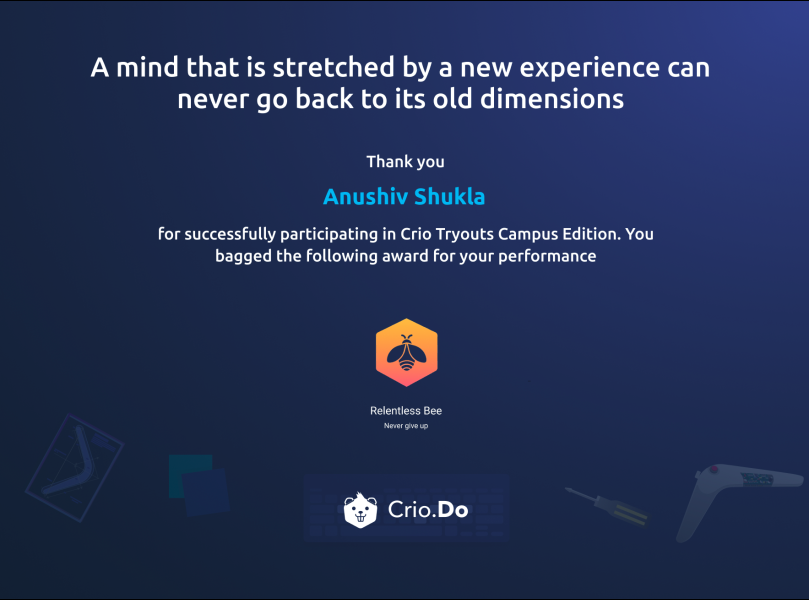 A mind that is stretched by a new experience can
never go back to its old dimensions
Thank you
Anushiv Shukla
for successfully participating in Crio Tryouts Campus Edition. You
bagged the following award for your performance
Relentless Bee
Never give up
Crio.Do